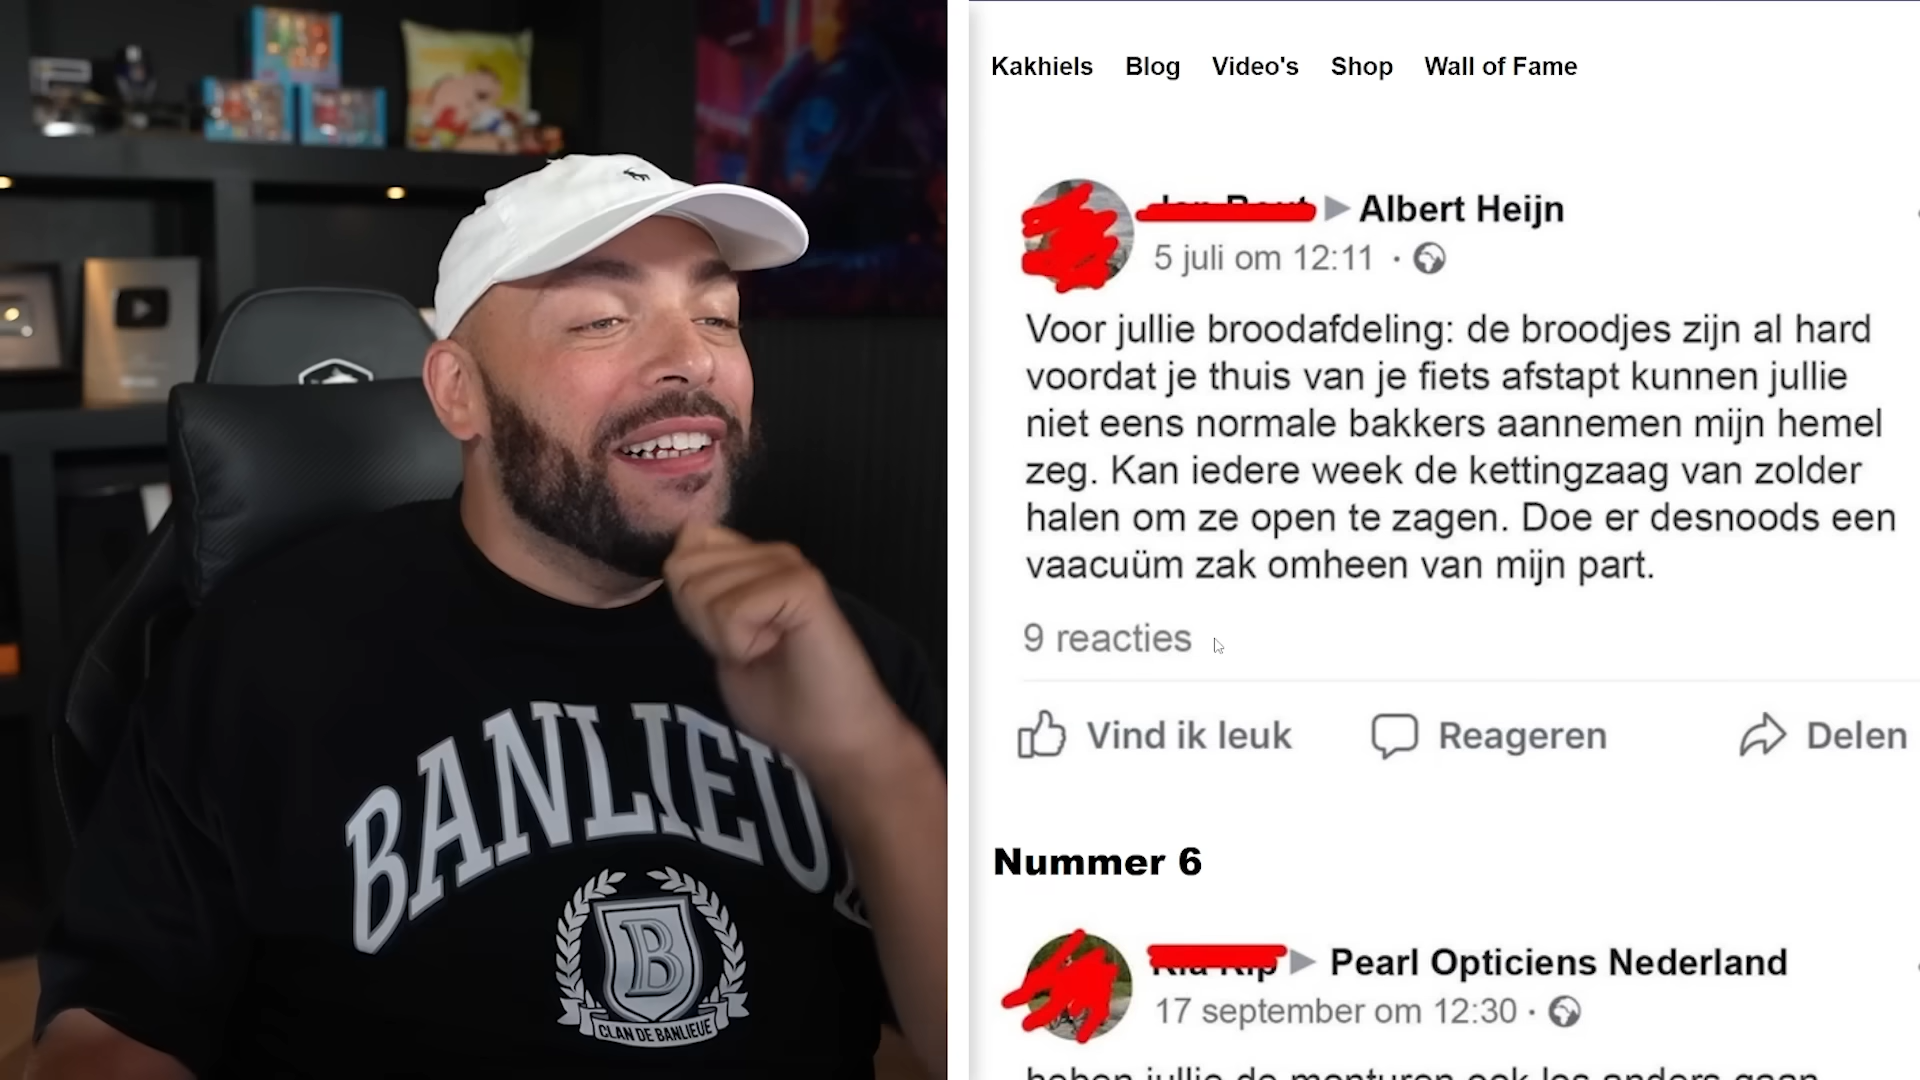 Kakhiels Blog Video's Shop Wall of Fame
Albert Heijn
5 juli om 12:11
Voor jullie broodafdeling: de broodjes zijn al hard
voordat je thuis van je fiets afstapt kunnen jullie
niet eens normale bakkers aannemen mijn hemel
zeg. Kan iedere week de kettingzaag van zolder
halen om ze open te zagen. Doe er desnoods een
vaacuüm zak omheen van mijn part.
9 reacties
Vind ik leuk Reageren Delen
Nummer 6
Pearl Opticiens Nederland
17 september om 12:30
BANLIEU
B
CLAN DE BANLIEUE